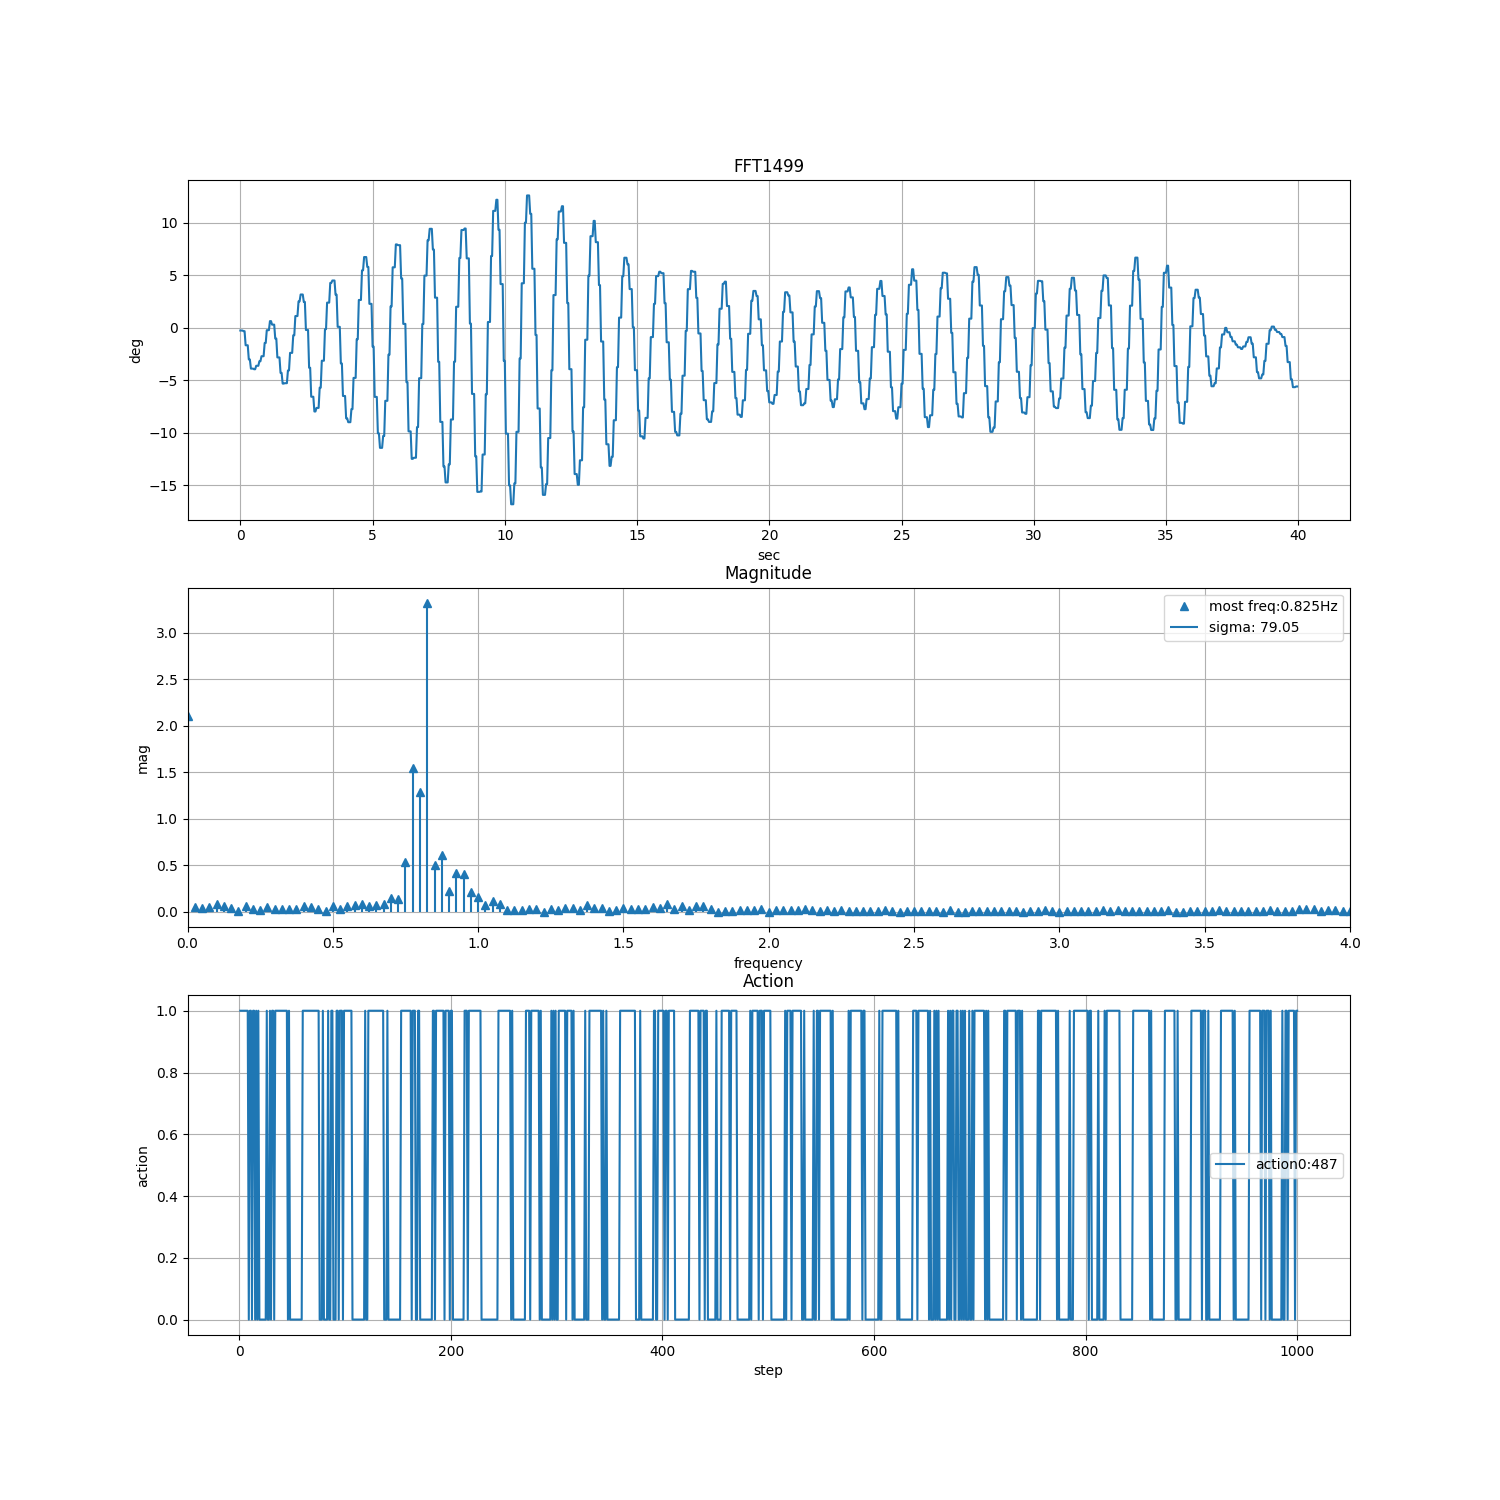 FFT1499
10
5
0
−5
−10
−15
deg
0 5 10 15 20 25 30 35 40
sec
Magnitude
most freq:0.825Hz
sigma: 79.05
3.0
2.5
2.0
1.5
1.0
0.5
0.0
mag
0.0 0.5 1.0 1.5 2.0 2.5 3.0 3.5 4.0
frequency
Action
1.0
0.8
0.6
0.4
0.2
0.0
action
action0:487
0 200 400 600 800 1000
step